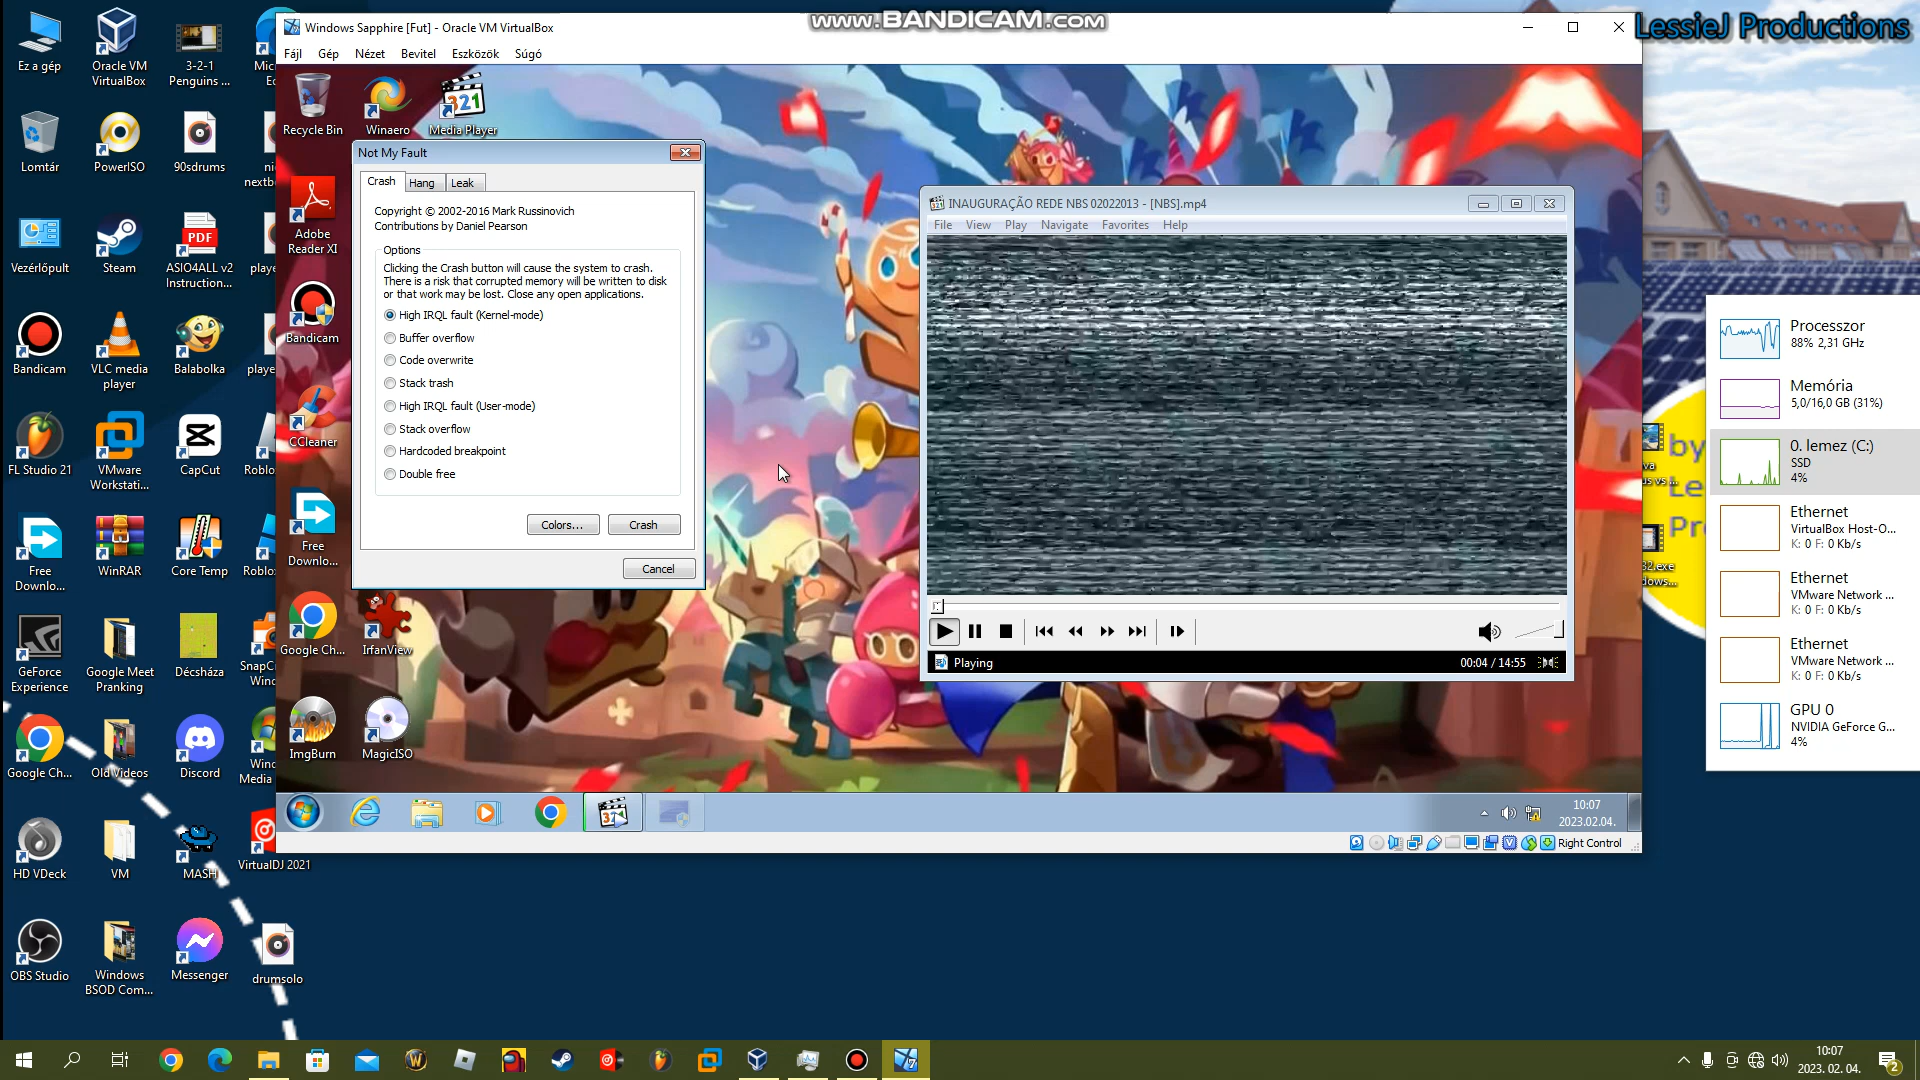 www.BANDICAM.com
LessieJ Productions
Ez a gép
Oracle VM
VirtualBox
3-2-1
Penguins ...
Lomtár
PowerISO
90sdrums
Vezérlőpult
Steam
ASIO4ALL v2
Instruction...
Bandicam
VLC media
player
Balabolka
FL Studio 21
VMware
Workstati...
CapCut
Free
Downlo...
WinRAR
Core Temp
GeForce
Experience
Google Meet
Pranking
Décsháza
Google Ch...
Old Videos
Discord
HD VDeck
VM
MASH
VirtualDJ 2021
OBS Studio
Windows
BSOD Com...
Messenger
drumsolo
Windows Sapphire [Fut] - Oracle VM VirtualBox
Fájl Gép Nézet Bevitel Eszközök Súgó
Recycle Bin
Winaero
Media Player
Adobe
Reader XI
Bandicam
CCleaner
Free
Downlo...
Google Ch...
IrfanView
ImgBurn
MagicISO
Not My Fault
Crash Hang Leak
Copyright © 2002-2016 Mark Russinovich
Contributions by Daniel Pearson
Options
Clicking the Crash button will cause the system to crash.
There is a risk that corrupted memory will be written to disk
or that work may be lost. Close any open applications.
High IRQL fault (Kernel-mode)
Buffer overflow
Code overwrite
Stack trash
High IRQL fault (User-mode)
Stack overflow
Hardcoded breakpoint
Double free
Colors... Crash
Cancel
INAUGURAÇÃO REDE NBS 02022013 - [NBS].mp4
File View Play Navigate Favorites Help
Playing 00:04 / 14:55
10:07
2023.02.04.
Right Control
Processzor
88% 2,31 GHz
Memória
5,0/16,0 GB (31%)
0. lemez (C:)
SSD
4%
Ethernet
VirtualBox Host-O...
K: 0 F: 0 Kb/s
Ethernet
VMware Network ...
K: 0 F: 0 Kb/s
Ethernet
VMware Network ...
K: 0 F: 0 Kb/s
GPU 0
NVIDIA GeForce G...
4%
10:07
2023. 02. 04.
2